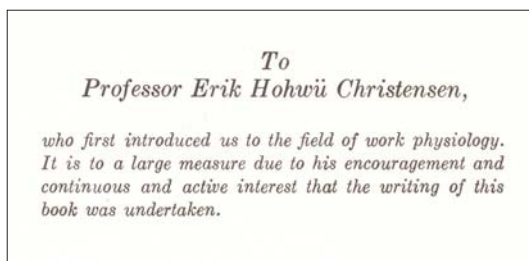 To
Professor Erik Hohwü Christensen,
who first introduced us to the field of work physiology.
It is to a large measure due to his encouragement and
continuous and active interest that the writing of this
book was undertaken.